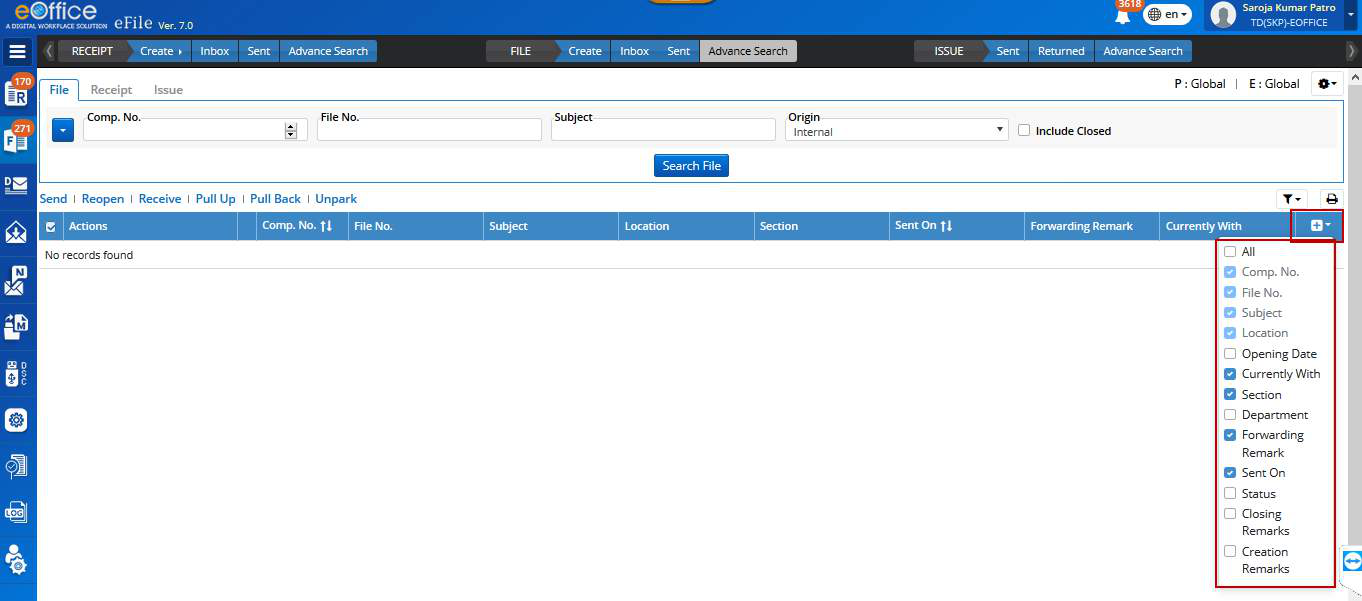 eOffice
A DIGITAL WORKPLACE SOLUTION
eFile Ver. 7.0
3618
en
Saroja Kumar Patro
TD(SKP)-EOFFICE
RECEIPT Create Inbox Sent Advance Search
FILE Create Inbox Sent Advance Search
ISSUE Sent Returned Advance Search
170
R
271
F
D
N
M
DSC
LOG
File Receipt Issue
P : Global | E : Global
Comp. No. File No. Subject Origin
Internal
Include Closed
Search File
Send | Reopen | Receive | Pull Up | Pull Back | Unpark
Actions Comp. No. File No. Subject Location Section Sent On Forwarding Remark Currently With
No records found
All
Comp. No.
File No.
Subject
Location
Opening Date
Currently With
Section
Department
Forwarding
Remark
Sent On
Status
Closing
Remarks
Creation
Remarks